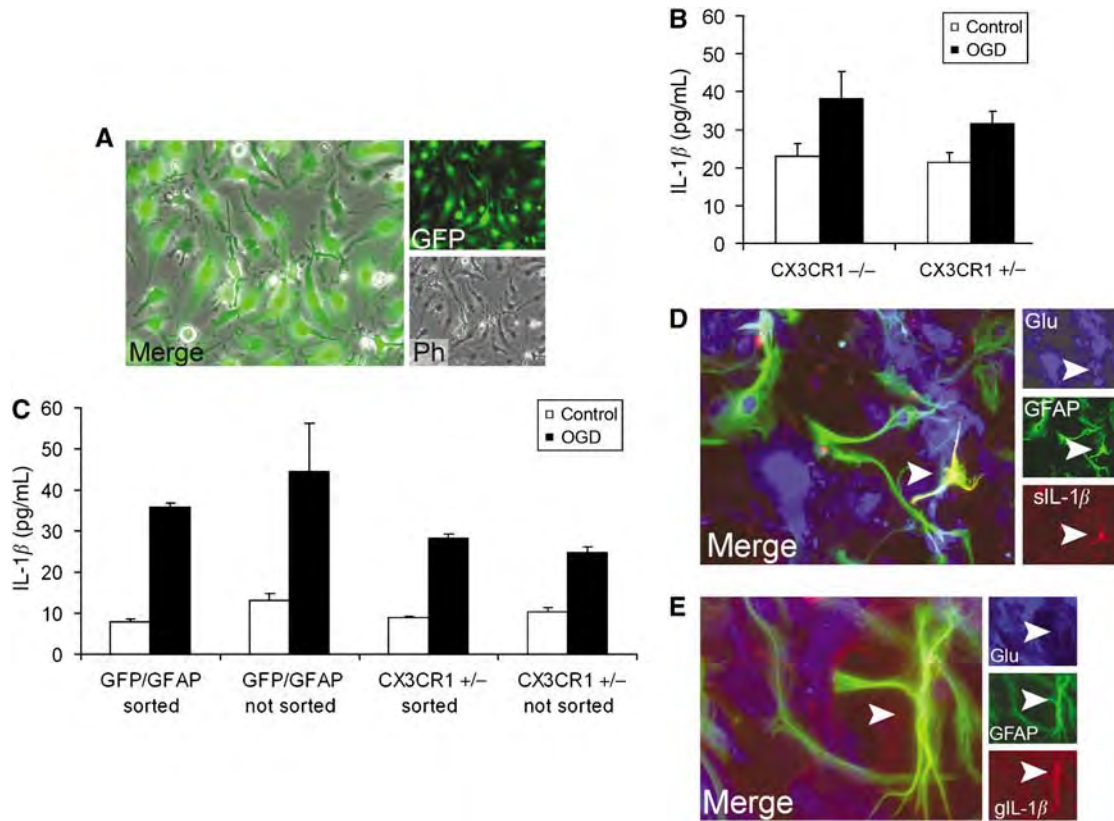 A
Merge
GFP
Ph
B
60
50
40
30
20
10
0
IL-1β (pg/mL)
Control
OGD
CX3CR1 –/–
CX3CR1 +/–
C
60
50
40
30
20
10
0
IL-1β (pg/mL)
Control
OGD
GFP/GFAP
sorted
GFP/GFAP
not sorted
CX3CR1 +/–
sorted
CX3CR1 +/–
not sorted
D
Merge
Glu
GFAP
sIL-1β
E
Merge
Glu
GFAP
gIL-1β